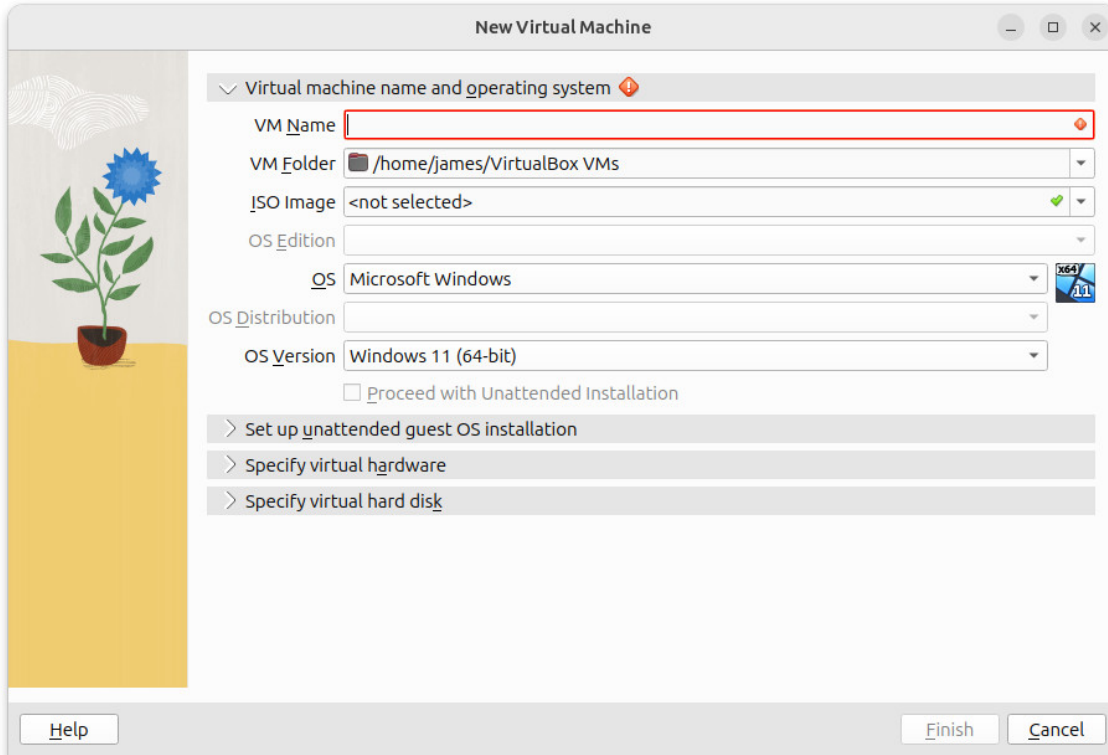 New Virtual Machine
Virtual machine name and operating system
VM Name
VM Folder /home/james/VirtualBox VMs
ISO Image <not selected>
OS Edition
OS Microsoft Windows
x64
11
OS Distribution
OS Version Windows 11 (64-bit)
Proceed with Unattended Installation
Set up unattended guest OS installation
Specify virtual hardware
Specify virtual hard disk
Help Finish Cancel